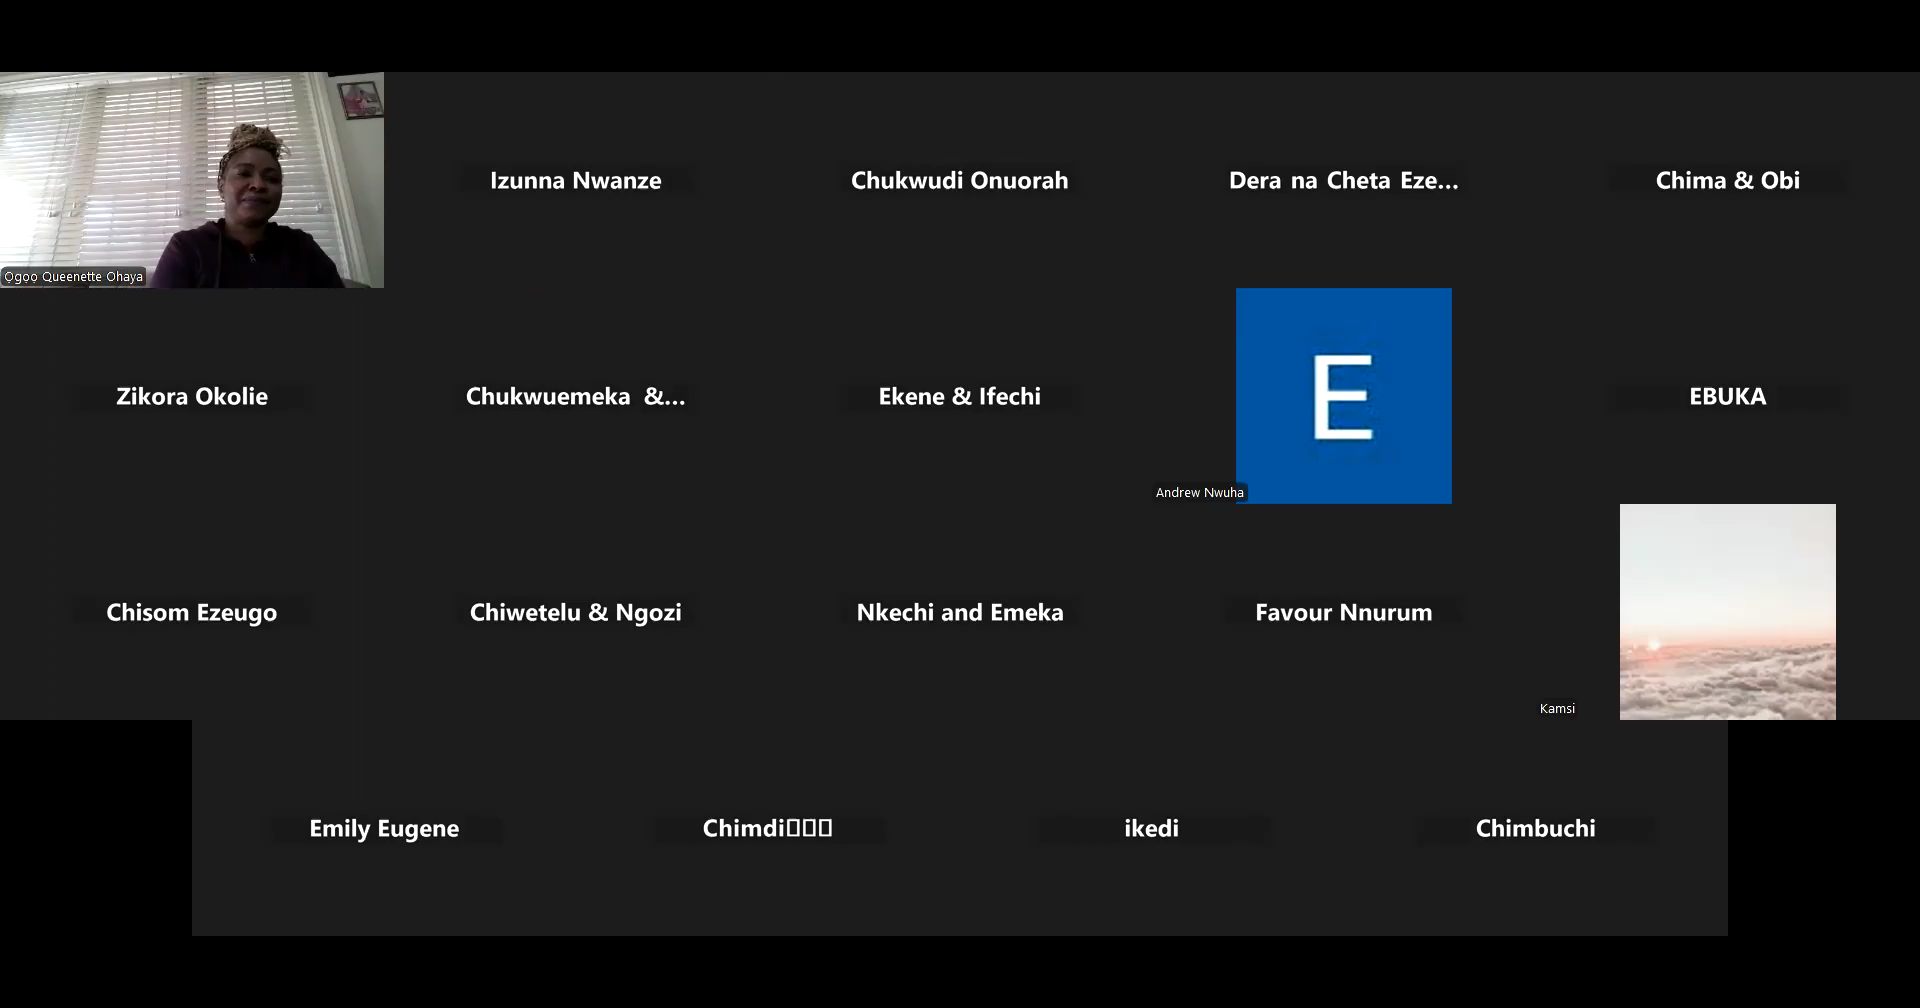 Ọgọọ Queenette Ohaya
Izunna Nwanze
Chukwudi Onuorah
Dera na Cheta Eze...
Chima & Obi
Zikora Okolie
Chukwuemeka &...
Ekene & Ifechi
E
Andrew Nwuha
EBUKA
Chisom Ezeugo
Chiwetelu & Ngozi
Nkechi and Emeka
Favour Nnurum
Kamsi
Emily Eugene
Chimdi▯▯▯
ikedi
Chimbuchi